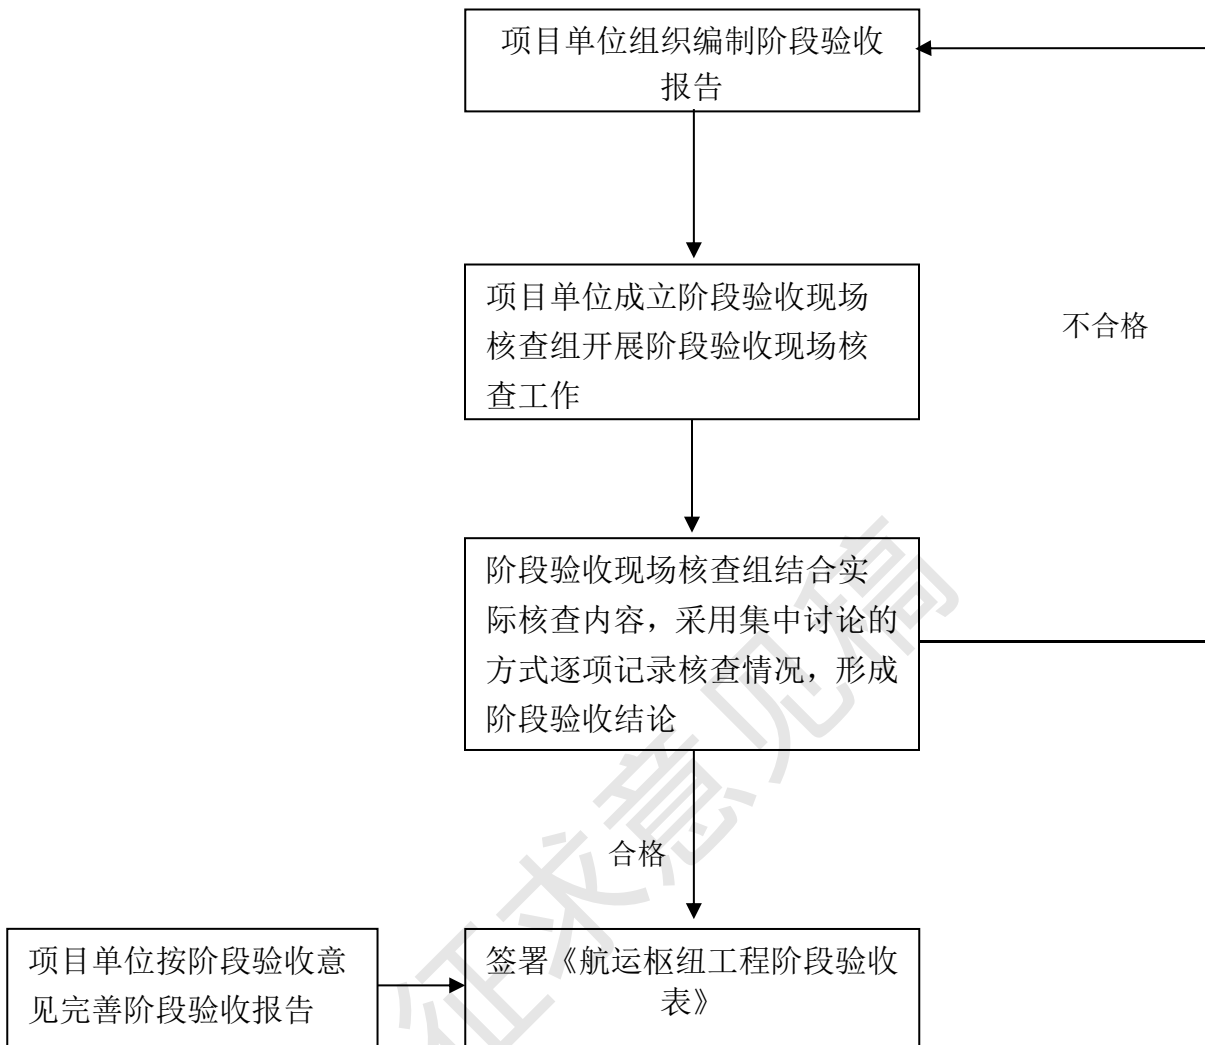 项目单位组织编制阶段验收
报告
项目单位成立阶段验收现场
核查组开展阶段验收现场核
查工作
不合格
阶段验收现场核查组结合实
际核查内容，采用集中讨论的
方式逐项记录核查情况，形成
阶段验收结论
合格
项目单位按阶段验收意
见完善阶段验收报告
签署《航运枢纽工程阶段验收
表》
征求意见稿